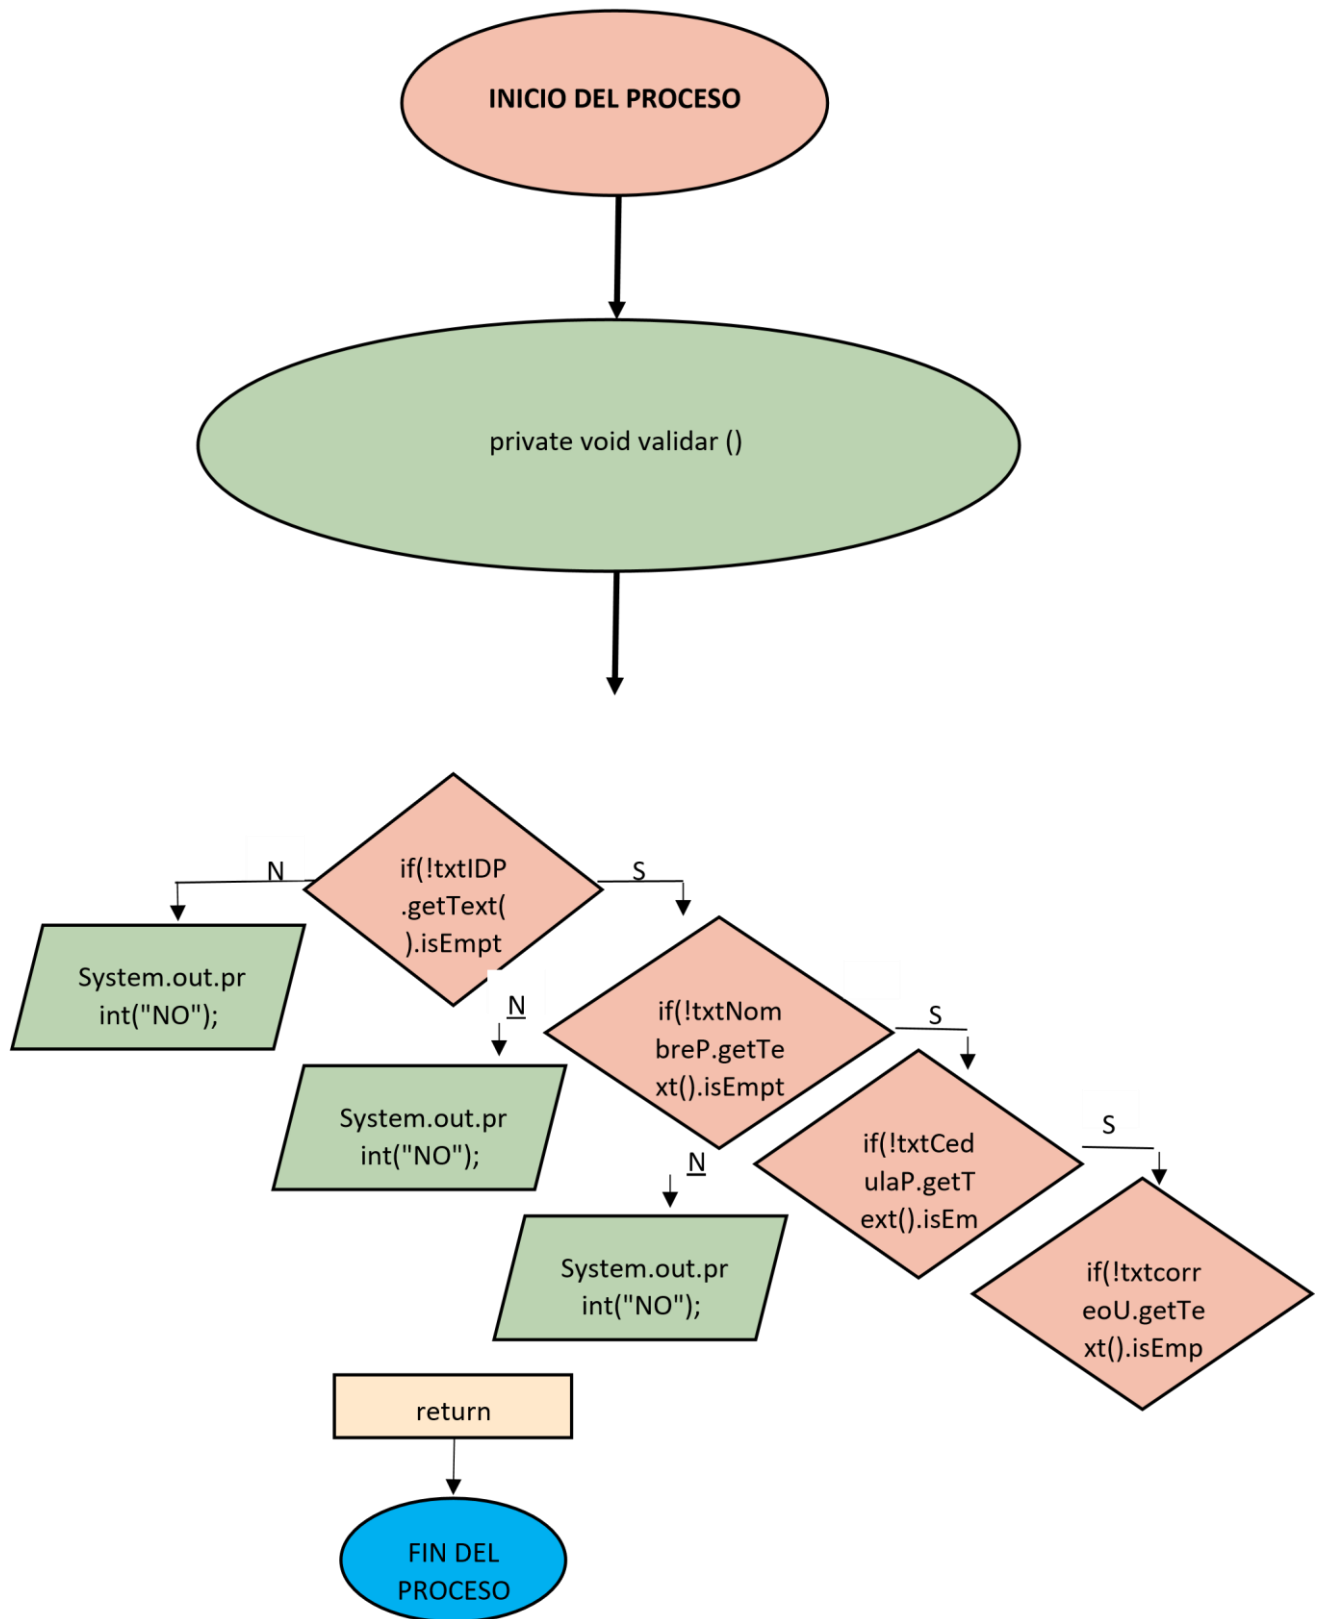 INICIO DEL PROCESO
private void validar ()
N
S
if(!txtIDP
.getText(
).isEmpt
System.out.pr
int("NO");
N
S
if(!txtNom
breP.getTe
xt().isEmpt
System.out.pr
int("NO");
N
S
if(!txtCed
ulaP.getT
ext().isEm
System.out.pr
int("NO");
if(!txtcorr
eoU.getTe
xt().isEmp
return
FIN DEL
PROCESO